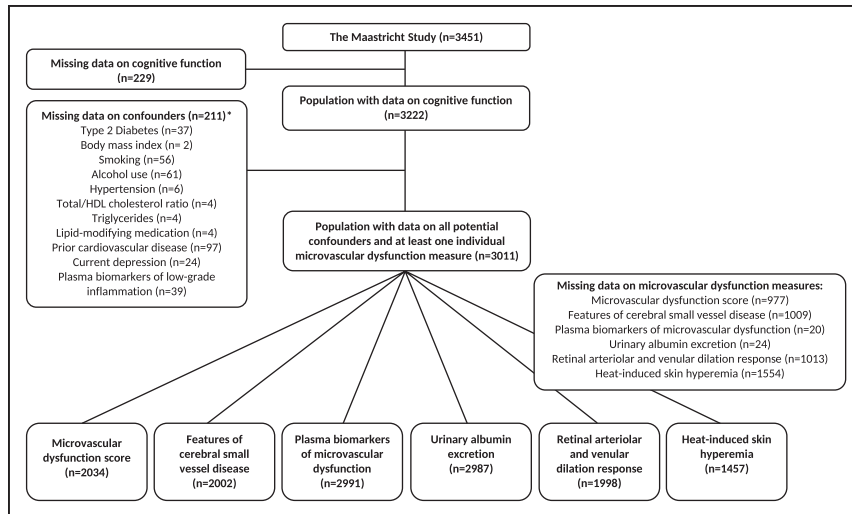 The Maastricht Study (n=3451)
Missing data on cognitive function
(n=229)
Population with data on cognitive function
(n=3222)
Missing data on confounders (n=211)*
Type 2 Diabetes (n=37)
Body mass index (n= 2)
Smoking (n=56)
Alcohol use (n=61)
Hypertension (n=6)
Total/HDL cholesterol ratio (n=4)
Triglycerides (n=4)
Lipid-modifying medication (n=4)
Prior cardiovascular disease (n=97)
Current depression (n=24)
Plasma biomarkers of low-grade
inflammation (n=39)
Population with data on all potential
confounders and at least one individual
microvascular dysfunction measure (n=3011)
Missing data on microvascular dysfunction measures:
Microvascular dysfunction score (n=977)
Features of cerebral small vessel disease (n=1009)
Plasma biomarkers of microvascular dysfunction (n=20)
Urinary albumin excretion (n=24)
Retinal arteriolar and venular dilation response (n=1013)
Heat-induced skin hyperemia (n=1554)
Microvascular
dysfunction score
(n=2034)
Features of
cerebral small
vessel disease
(n=2002)
Plasma biomarkers
of microvascular
dysfunction
(n=2991)
Urinary albumin
excretion
(n=2987)
Retinal arteriolar
and venular
dilation response
(n=1998)
Heat-induced skin
hyperemia
(n=1457)